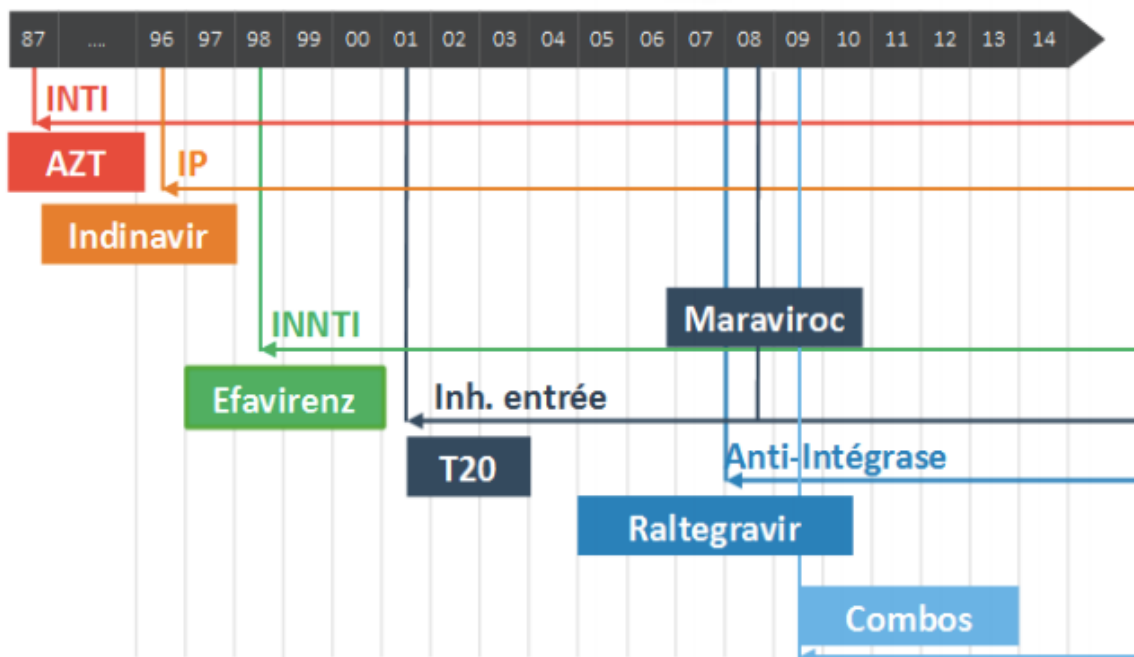 87 .... 96 97 98 99 00 01 02 03 04 05 06 07 08 09 10 11 12 13 14
INTI
AZT
IP
Indinavir
Maraviroc
INNTI
Efavirenz
Inh. entrée
T20
Anti-Intégrase
Raltegravir
Combos